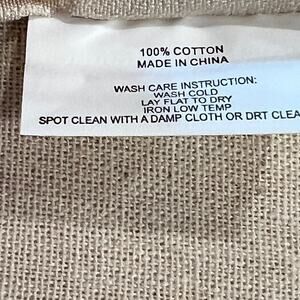 100% COTTON
MADE IN CHINA
WASH CARE INSTRUCTION:
WASH COLD
LAY FLAT TO DRY
IRON LOW TEMP
SPOT CLEAN WITH A DAMP CLOTH OR DRT CLEA